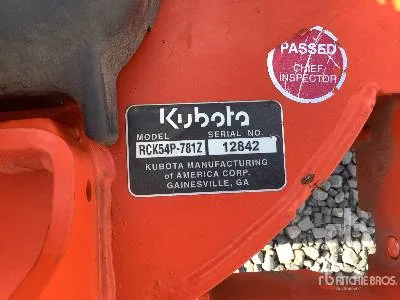 PASSED
CHIEF
INSPECTOR
Kubota
MODEL SERIAL NO.
RCK54P-781Z 12842
KUBOTA MANUFACTURING
of AMERICA CORP.
GAINESVILLE, GA
RITCHIE BROS.
Auctioneers